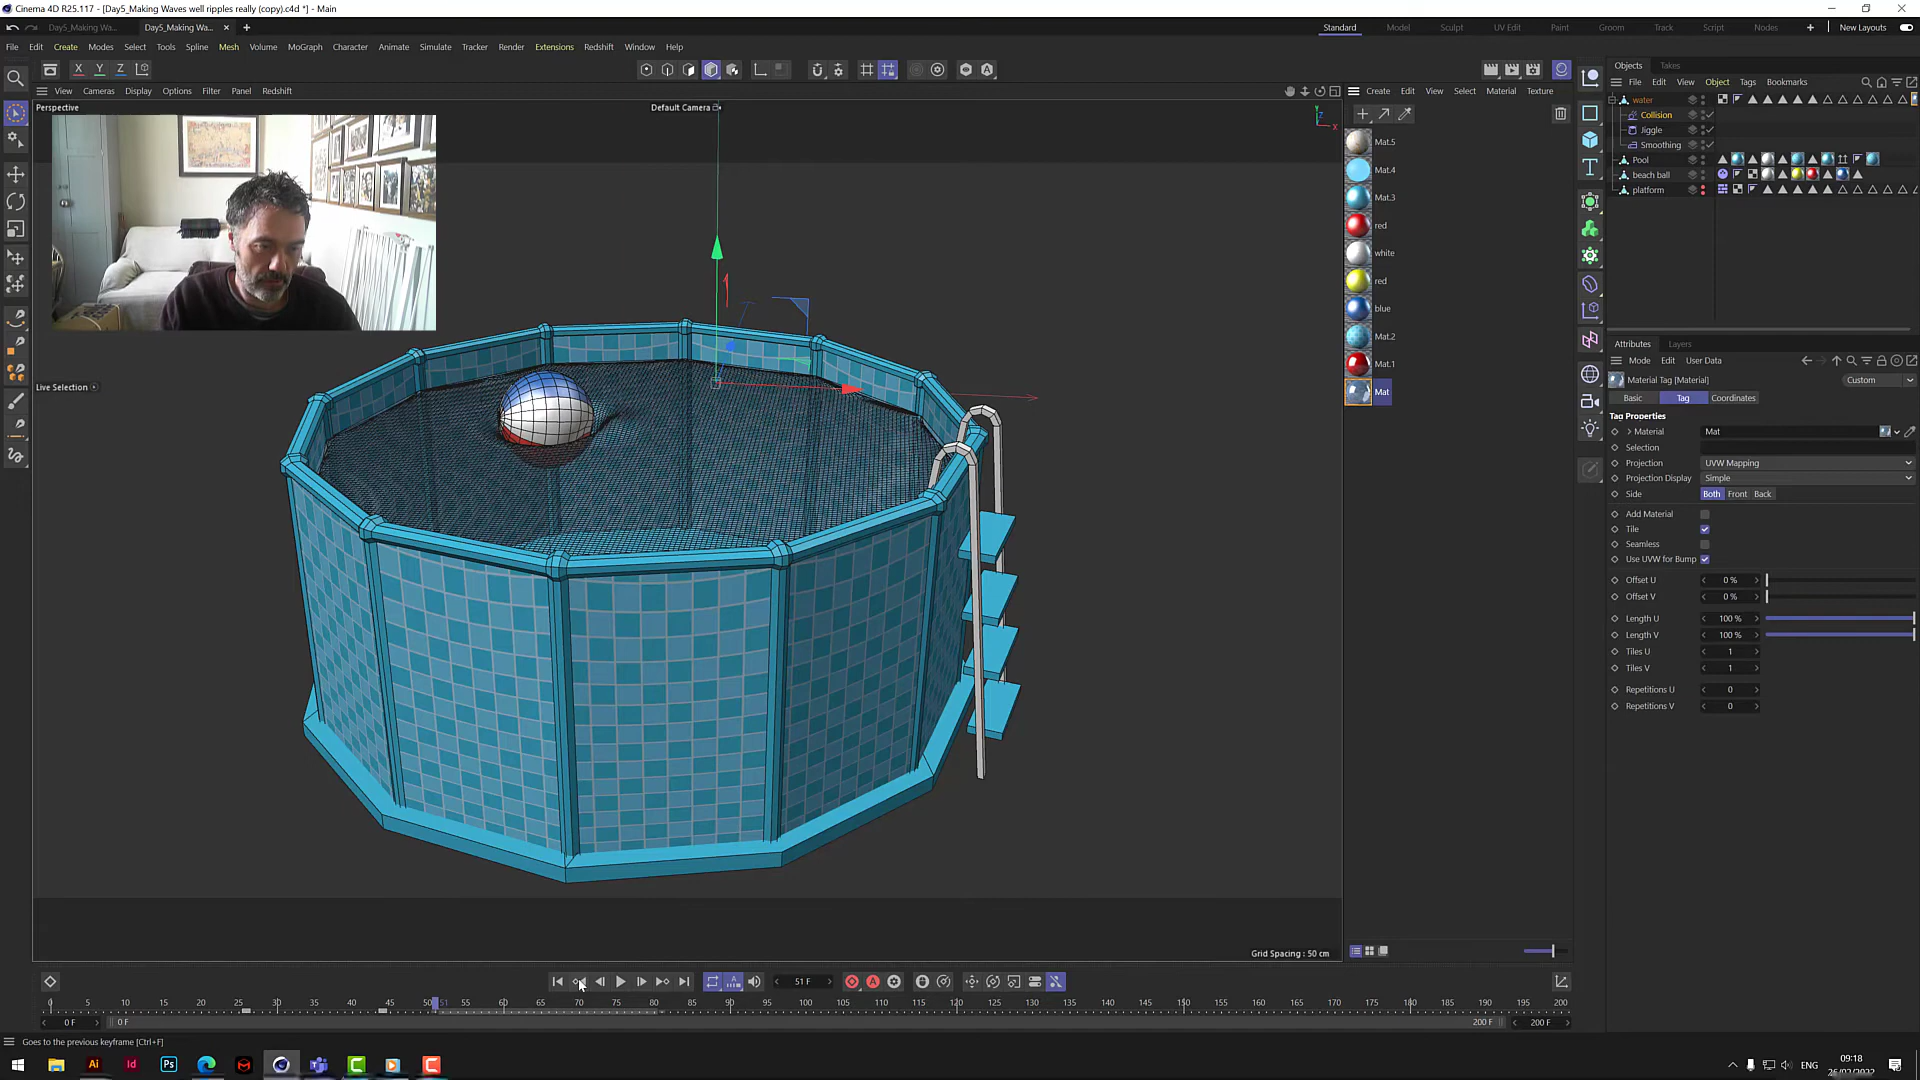 Cinema 4D R25.117 - [Day5_Making Waves well ripples really (copy).c4d *] - Main
Day5_Making Wa...
Day5_Making Wa...
Standard
Model
Sculpt
UV Edit
Paint
Groom
Track
Script
Nodes
New Layouts
File Edit Create Modes Select Tools Spline Mesh Volume MoGraph Character Animate Simulate Tracker Render Extensions Redshift Window Help
X Y Z
View Cameras Display Options Filter Panel Redshift
Perspective
Default Camera
Live Selection
Grid Spacing : 50 cm
Create Edit View Select Material Texture
Mat.5
Mat.4
Mat.3
red
white
red
blue
Mat.2
Mat.1
Mat
Objects Takes
File Edit View Object Tags Bookmarks
water
Collision
Jiggle
Smoothing
Pool
beach ball
platform
Attributes Layers
Mode Edit User Data
Material Tag [Material]
Custom
Basic Tag Coordinates
Tag Properties
Material Mat
Selection
Projection UVW Mapping
Projection Display Simple
Side Both Front Back
Add Material
Tile
Seamless
Use UVW for Bump
Offset U 0 %
Offset V 0 %
Length U 100 %
Length V 100 %
Tiles U 1
Tiles V 1
Repetitions U 0
Repetitions V 0
51 F
0 5 10 15 20 25 30 35 40 45 50 51 60 65 70 75 80 85 90 95 100 105 110 115 120 125 130 135 140 145 150 155 160 165 170 175 180 185 190 195 200
0 F 0 F 200 F 200 F
Goes to the previous keyframe [Ctrl+F]
Ai Id Ps
ENG
09:18
26/02/2022